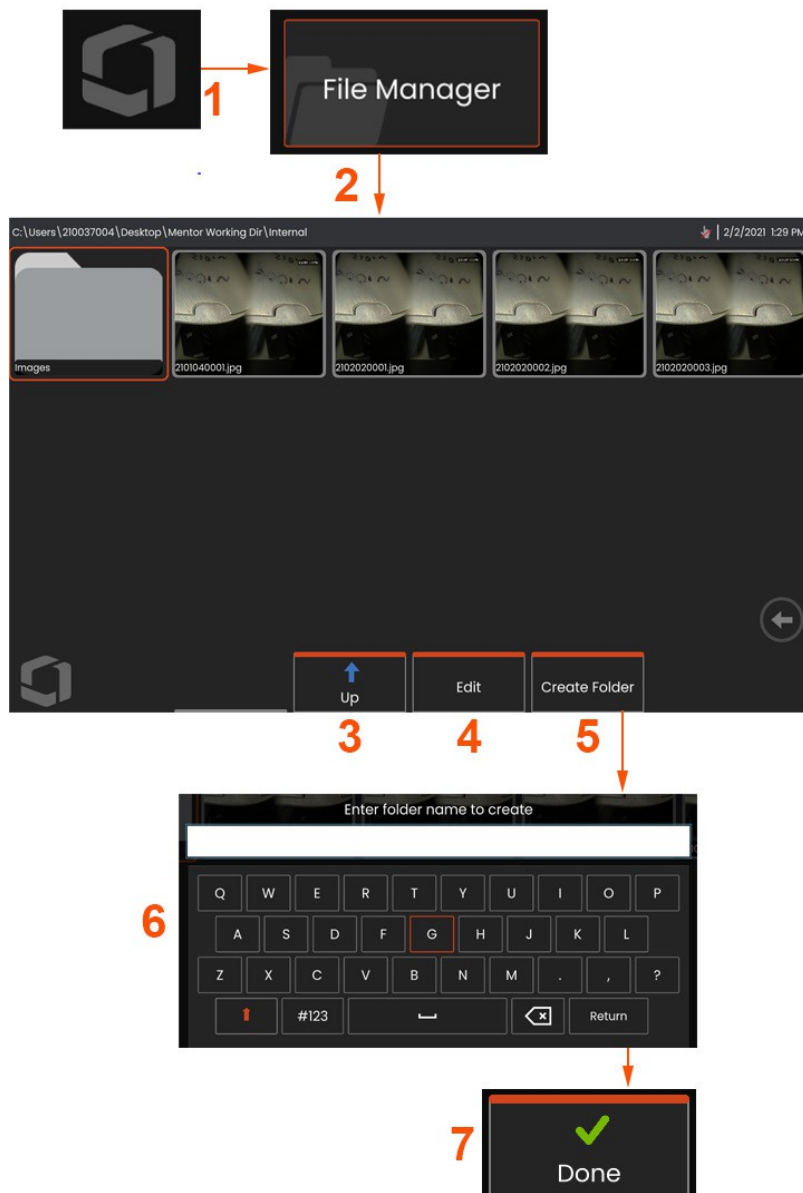 1
File Manager
2
C:\Users\210037004\Desktop\Mentor Working Dir\Internal
2/2/2021 1:29 PM
Images
2101040001.jpg
2102020001.jpg
2102020002.jpg
2102020003.jpg
Up
Edit
Create Folder
3
4
5
Enter folder name to create
6
Q W E R T Y U I O P
A S D F G H J K L
Z X C V B N M . , ?
#123
Return
7
Done